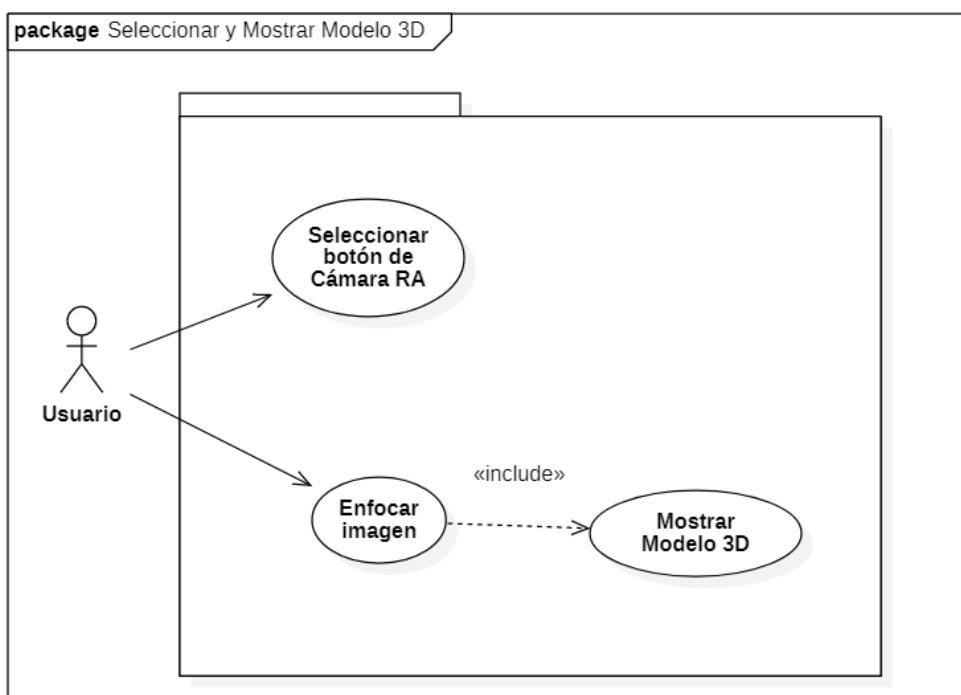 package Seleccionar y Mostrar Modelo 3D
Seleccionar
botón de
Cámara RA
Usuario
«include»
Enfocar
imagen
Mostrar
Modelo 3D